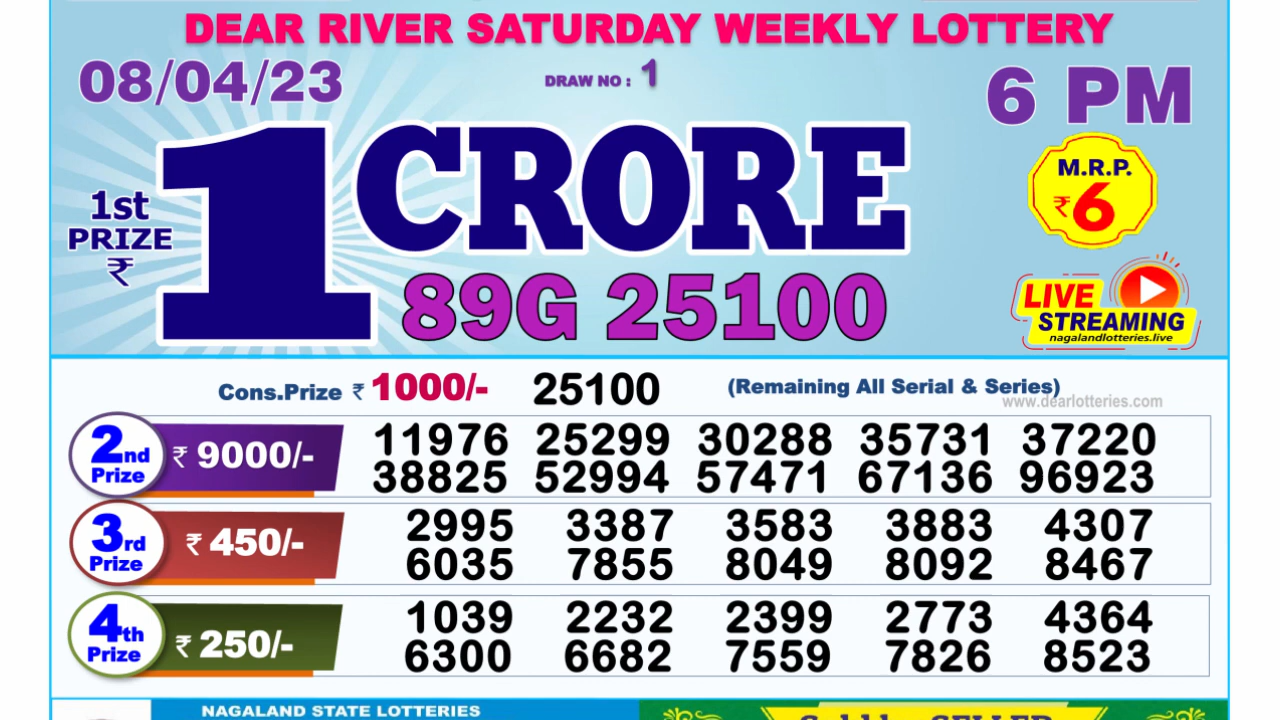 DEAR RIVER SATURDAY WEEKLY LOTTERY
08/04/23 DRAW NO : 1 6 PM
1st PRIZE ₹ 1 CRORE
M.R.P. ₹6
89G 25100
LIVE STREAMING
nagalandlotteries.live
Cons.Prize ₹ 1000/- 25100 (Remaining All Serial & Series)
www.dearlotteries.com
2nd Prize ₹ 9000/-
11976 25299 30288 35731 37220
38825 52994 57471 67136 96923
3rd Prize ₹ 450/-
2995 3387 3583 3883 4307
6035 7855 8049 8092 8467
4th Prize ₹ 250/-
1039 2232 2399 2773 4364
6300 6682 7559 7826 8523
NAGALAND STATE LOTTERIES